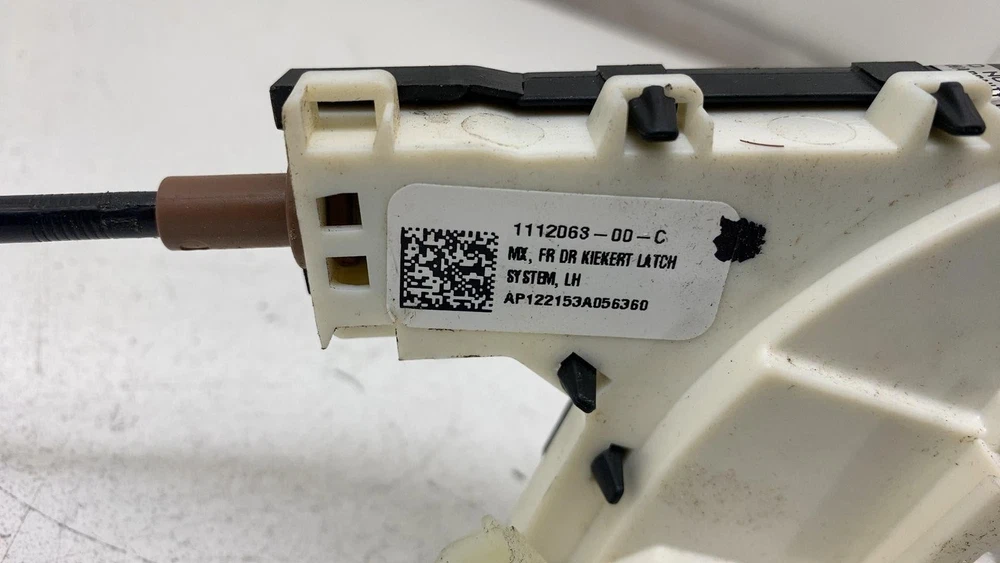 1112063-00-C
MX, FR DR KIEKERT LATCH
SYSTEM, LH
AP122153A056360